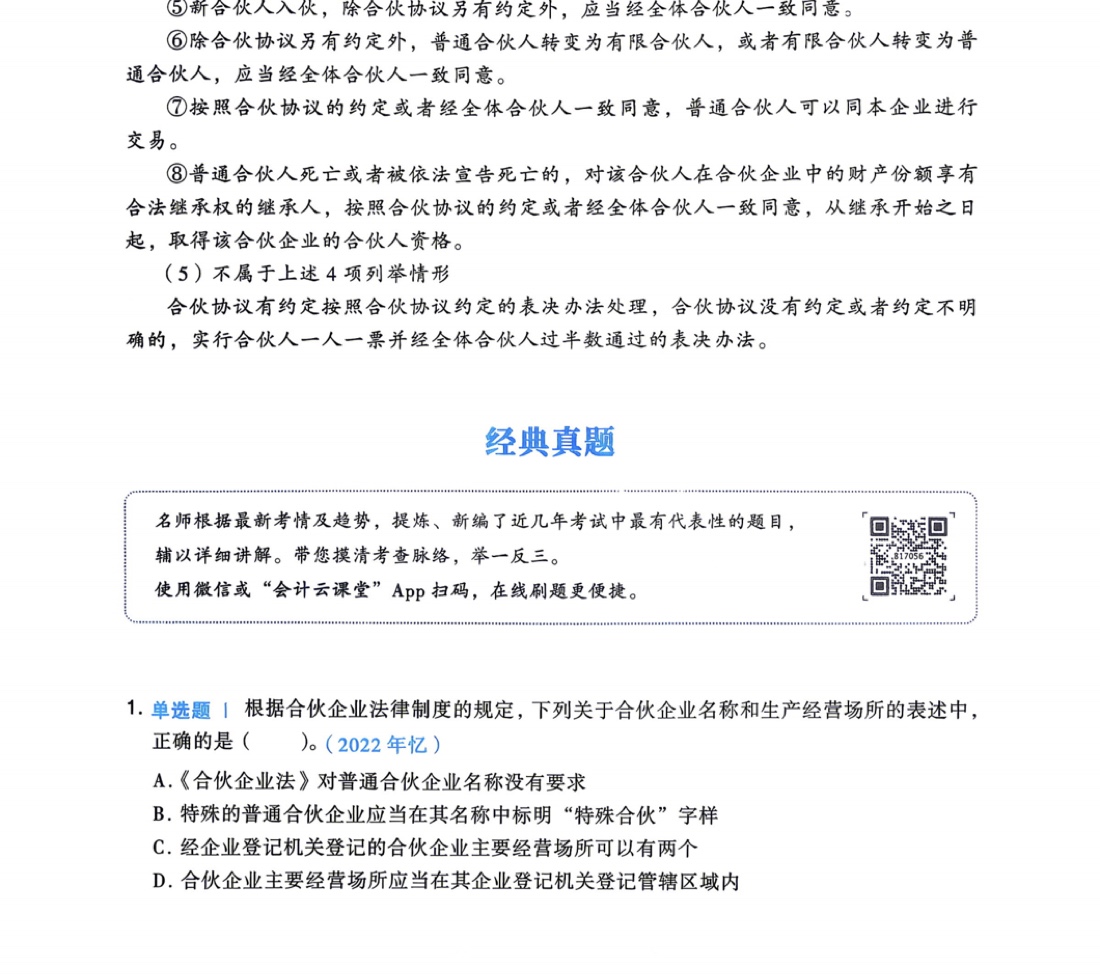 ⑤新合伙人入伙，除合伙协议另有约定外，应当经全体合伙人一致同意。
⑥除合伙协议另有约定外，普通合伙人转变为有限合伙人，或者有限合伙人转变为普
通合伙人，应当经全体合伙人一致同意。
⑦按照合伙协议的约定或者经全体合伙人一致同意，普通合伙人可以同本企业进行
交易。
⑧普通合伙人死亡或者被依法宣告死亡的，对该合伙人在合伙企业中的财产份额享有
合法继承权的继承人，按照合伙协议的约定或者经全体合伙人一致同意，从继承开始之日
起，取得该合伙企业的合伙人资格。
（5）不属于上述 4 项列举情形
合伙协议有约定按照合伙协议约定的表决办法处理，合伙协议没有约定或者约定不明
确的，实行合伙人一人一票并经全体合伙人过半数通过的表决办法。
经典真题
名师根据最新考情及趋势，提炼、新编了近几年考试中最有代表性的题目，
辅以详细讲解。带您摸清考查脉络，举一反三。
使用微信或“会计云课堂”App 扫码，在线刷题更便捷。
817056
1. 单选题 | 根据合伙企业法律制度的规定，下列关于合伙企业名称和生产经营场所的表述中，
正确的是（　　）。（2022 年忆）
A.《合伙企业法》对普通合伙企业名称没有要求
B. 特殊的普通合伙企业应当在其名称中标明“特殊合伙”字样
C. 经企业登记机关登记的合伙企业主要经营场所可以有两个
D. 合伙企业主要经营场所应当在其企业登记机关登记管辖区域内